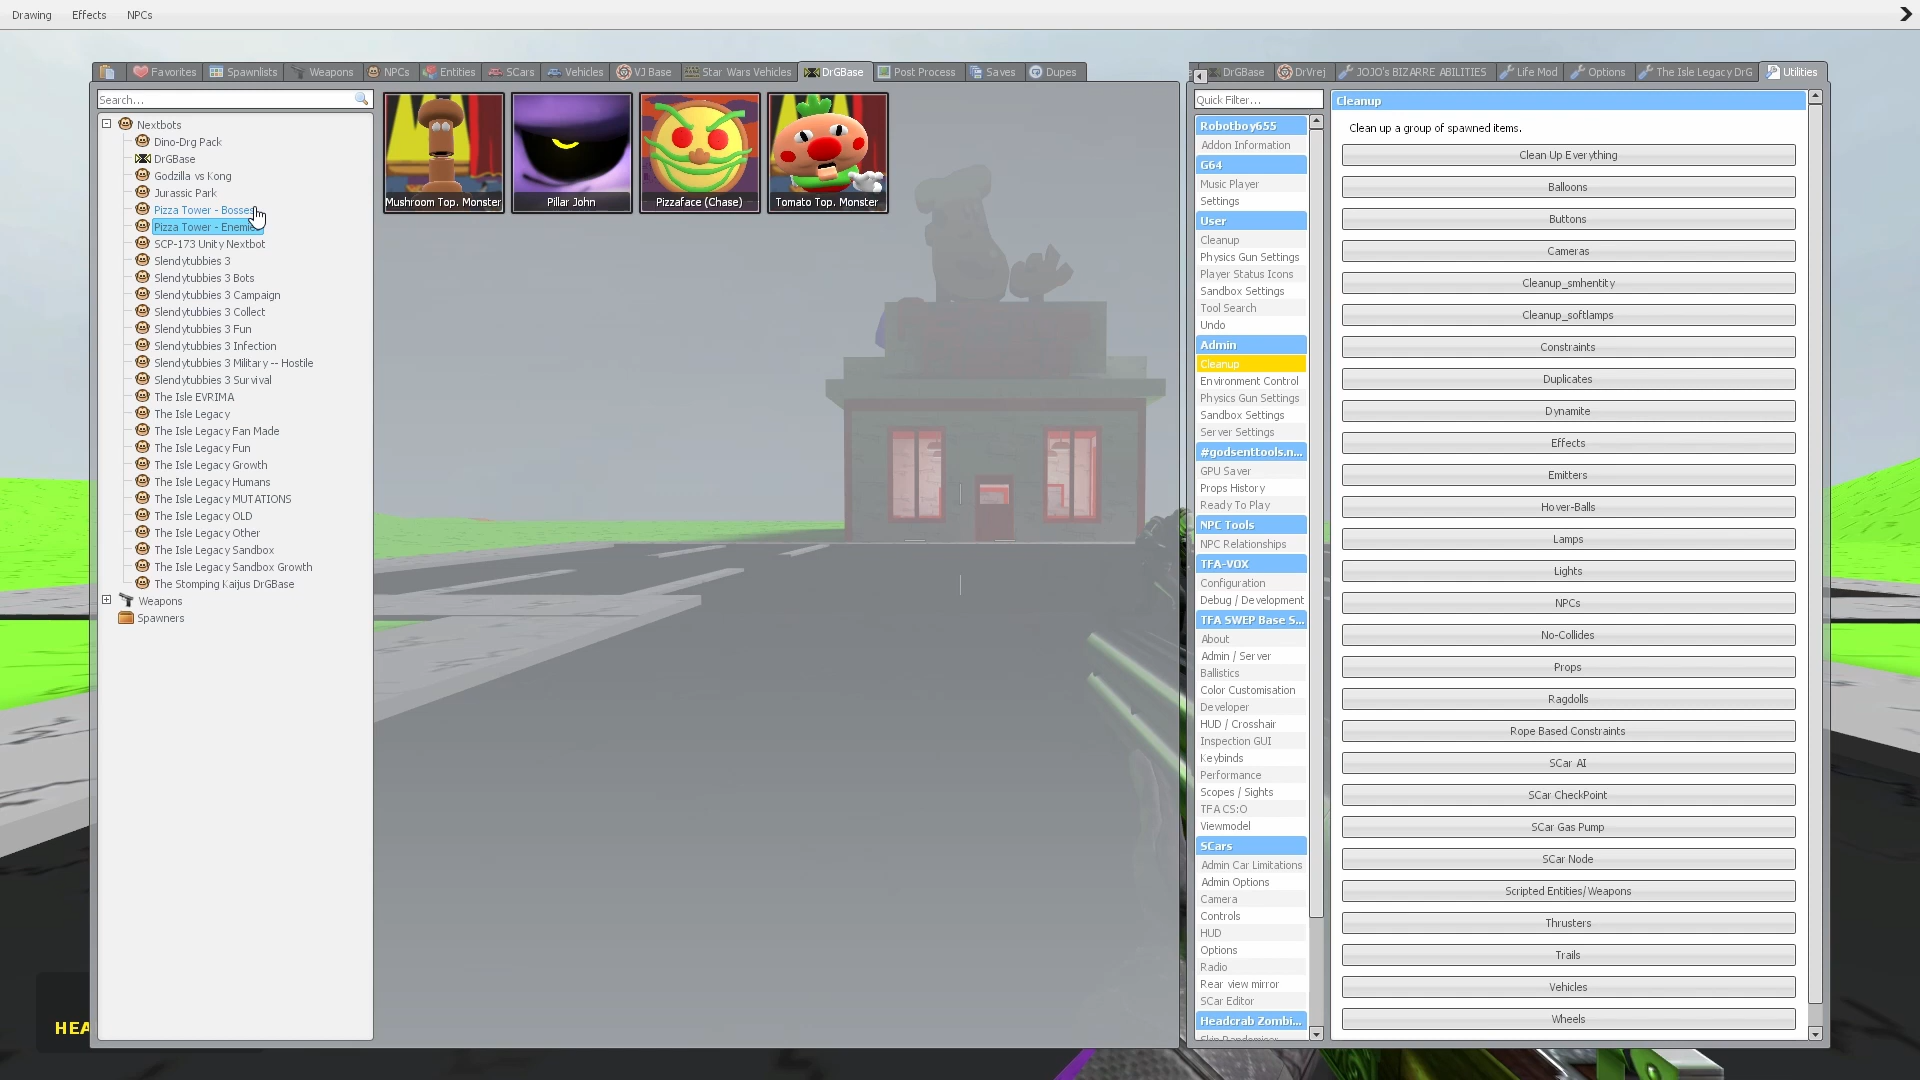 Drawing Effects NPCs
Favorites Spawnlists Weapons NPCs Entities SCars Vehicles VJ Base Star Wars Vehicles DrGBase Post Process Saves Dupes
DrGBase DrVrej JOJO's BIZARRE ABILITIES Life Mod Options The Isle Legacy DrG Utilities
Search...
Nextbots
Dino-Drg Pack
DrGBase
Godzilla vs Kong
Jurassic Park
Pizza Tower - Bosses
Pizza Tower - Enemie
SCP-173 Unity Nextbot
Slendytubbies 3
Slendytubbies 3 Bots
Slendytubbies 3 Campaign
Slendytubbies 3 Collect
Slendytubbies 3 Fun
Slendytubbies 3 Infection
Slendytubbies 3 Military -- Hostile
Slendytubbies 3 Survival
The Isle EVRIMA
The Isle Legacy
The Isle Legacy Fan Made
The Isle Legacy Fun
The Isle Legacy Growth
The Isle Legacy Humans
The Isle Legacy MUTATIONS
The Isle Legacy OLD
The Isle Legacy Other
The Isle Legacy Sandbox
The Isle Legacy Sandbox Growth
The Stomping Kaijus DrGBase
Weapons
Spawners
Mushroom Top. Monster
Pillar John
Pizzaface (Chase)
Tomato Top. Monster
HEA
Quick Filter...
Robotboy655
Addon Information
G64
Music Player
Settings
User
Cleanup
Physics Gun Settings
Player Status Icons
Sandbox Settings
Tool Search
Undo
Admin
Cleanup
Environment Control
Physics Gun Settings
Sandbox Settings
Server Settings
#godsenttools.n...
GPU Saver
Props History
Ready To Play
NPC Tools
NPC Relationships
TFA-VOX
Configuration
Debug / Development
TFA SWEP Base S...
About
Admin / Server
Ballistics
Color Customisation
Developer
HUD / Crosshair
Inspection GUI
Keybinds
Performance
Scopes / Sights
TFA CS:O
Viewmodel
SCars
Admin Car Limitations
Admin Options
Camera
Controls
HUD
Options
Radio
Rear view mirror
SCar Editor
Headcrab Zombi...
Skin Randomiser
Cleanup
Clean up a group of spawned items.
Clean Up Everything
Balloons
Buttons
Cameras
Cleanup_smhentity
Cleanup_softlamps
Constraints
Duplicates
Dynamite
Effects
Emitters
Hover-Balls
Lamps
Lights
NPCs
No-Collides
Props
Ragdolls
Rope Based Constraints
SCar AI
SCar CheckPoint
SCar Gas Pump
SCar Node
Scripted Entities/Weapons
Thrusters
Trails
Vehicles
Wheels